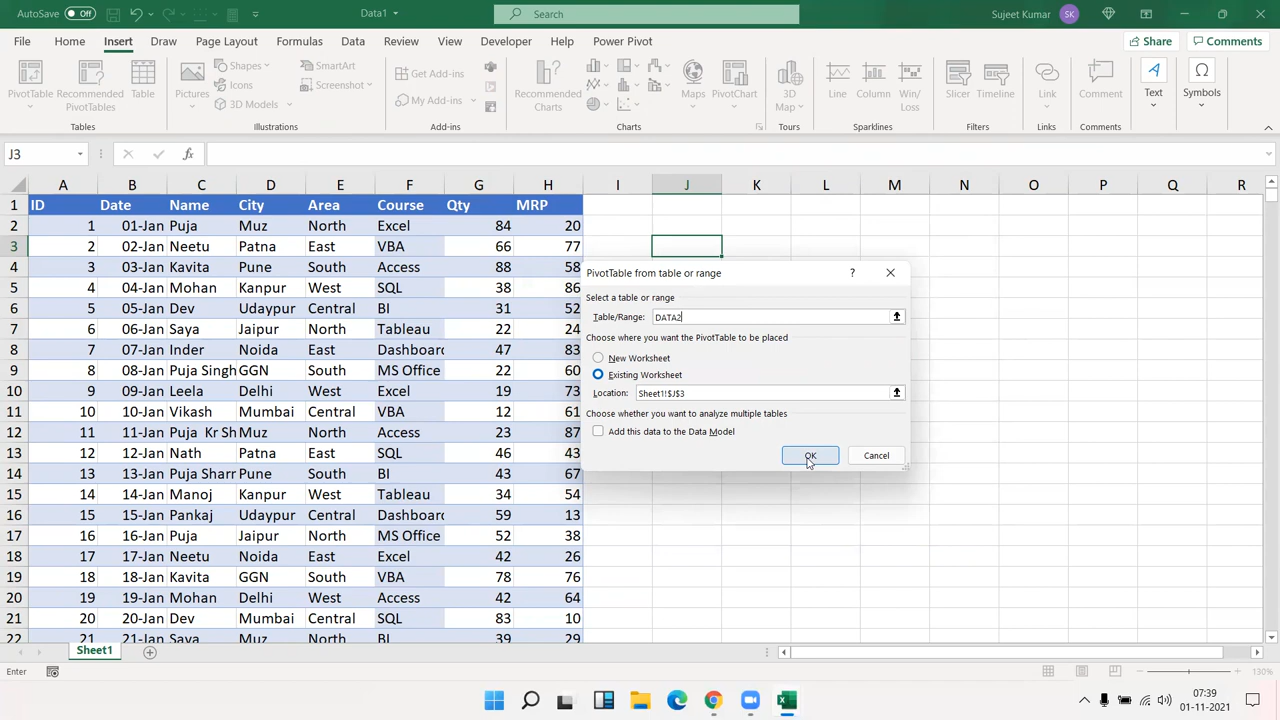 AutoSave Off Data1 Search Sujeet Kumar SK
File Home Insert Draw Page Layout Formulas Data Review View Developer Help Power Pivot Share Comments
PivotTable Recommended PivotTables Table Pictures Shapes Icons 3D Models SmartArt Screenshot Get Add-ins My Add-ins Recommended Charts Maps PivotChart 3D Map Line Column Win/Loss Slicer Timeline Link Comment Text Symbols
Tables Illustrations Add-ins Charts Tours Sparklines Filters Links Comments
J3 fx
A B C D E F G H I J K L M N O P Q R
1 ID Date Name City Area Course Qty MRP
2 1 01-Jan Puja Muz North Excel 84 20
3 2 02-Jan Neetu Patna East VBA 66 77
4 3 03-Jan Kavita Pune South Access 88 58
5 4 04-Jan Mohan Kanpur West SQL 38 86
6 5 05-Jan Dev Udaypur Central BI 31 52
7 6 06-Jan Saya Jaipur North Tableau 22 24
8 7 07-Jan Inder Noida East Dashboard 47 83
9 8 08-Jan Puja Singh GGN South MS Office 22 60
10 9 09-Jan Leela Delhi West Excel 70 70
11 10 10-Jan Vikash Mumbai Central VBA 12 61
12 11 11-Jan Puja Kr Sh Muz North Access 23 87
13 12 12-Jan Nath Patna East SQL 46 43
14 13 13-Jan Puja Sharr Pune South BI 47 43
15 14 14-Jan Manoj Kanpur West Tableau 34 54
16 15 15-Jan Pankaj Udaypur Central Dashboard 59 13
17 16 16-Jan Puja Jaipur North MS Office 52 38
18 17 17-Jan Neetu Noida East Excel 42 26
19 18 18-Jan Kavita GGN South VBA 78 76
20 19 19-Jan Mohan Delhi West Access 42 64
21 20 20-Jan Dev Mumbai Central SQL 83 10
22 21 21-Jan Saya Muz North BI 39 29
PivotTable from table or range ?
Select a table or range
Table/Range: DATA2
Choose where you want the PivotTable to be placed
New Worksheet
Existing Worksheet
Location: Sheet1!$J$3
Choose whether you want to analyze multiple tables
Add this data to the Data Model
OK Cancel
Sheet1
Enter 130%
07:39
01-11-2021